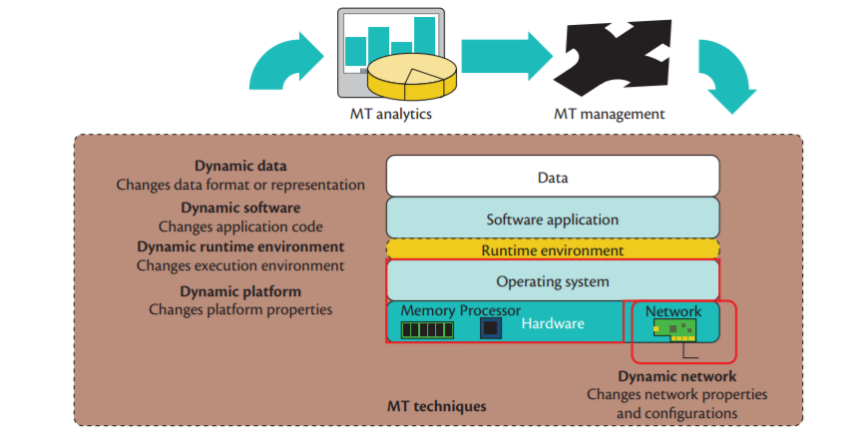 MT analytics
MT management
Dynamic data
Changes data format or representation
Dynamic software
Changes application code
Dynamic runtime environment
Changes execution environment
Dynamic platform
Changes platform properties
Data
Software application
Runtime environment
Operating system
Memory Processor
Hardware
Network
Dynamic network
Changes network properties
and configurations
MT techniques